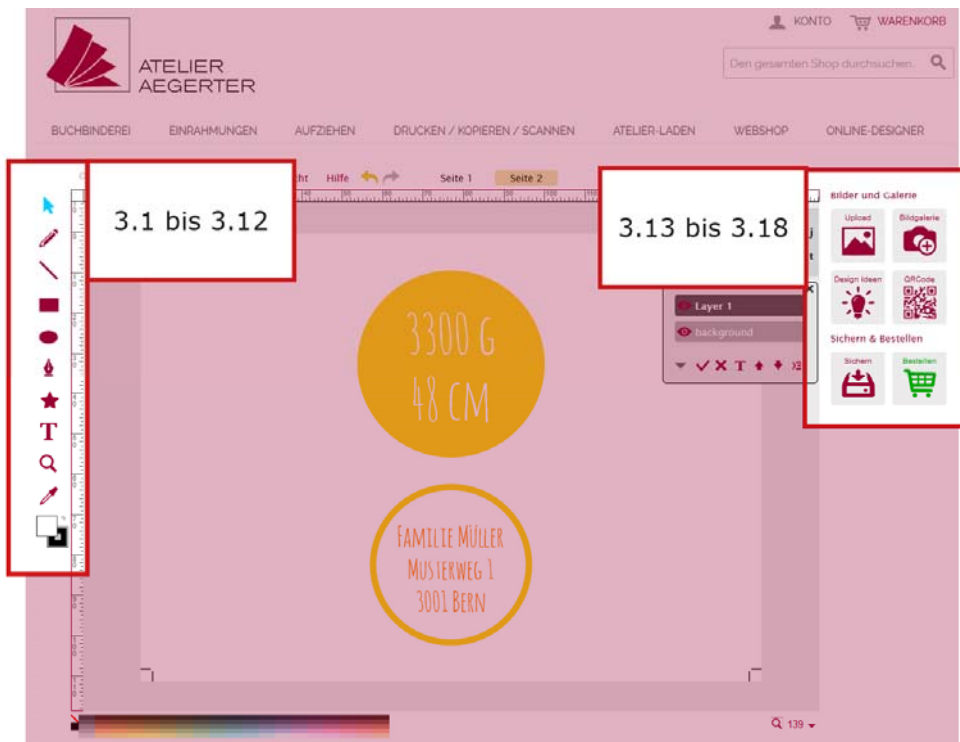 KONTO
WARENKORB
ATELIER
AEGERTER
Den gesamten Shop durchsuchen.
BUCHBINDEREI EINRAHMUNGEN AUFZIEHEN DRUCKEN / KOPIEREN / SCANNEN ATELIER-LADEN WEBSHOP ONLINE-DESIGNER
Hilfe Seite 1 Seite 2
3.1 bis 3.12
3.13 bis 3.18
Bilder und Galerie
Upload Bildgalerie
Design Ideen QRCode
Sichern & Bestellen
Sichern Bestellen
Layer 1
background
3300 g
48 cm
Familie Müller
Musterweg 1
3001 Bern
139